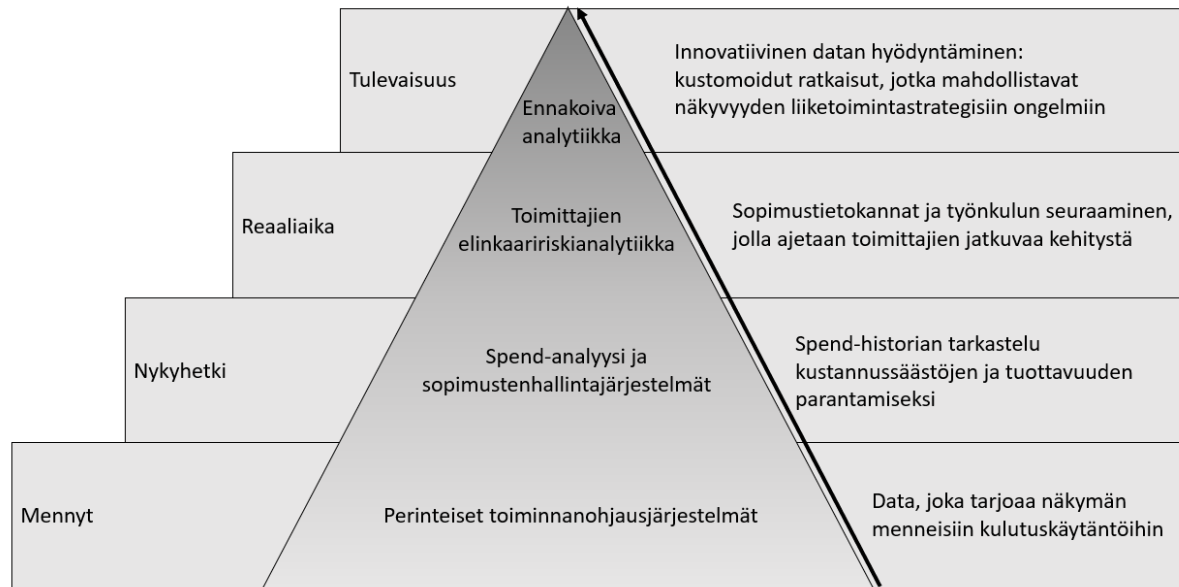 Tulevaisuus
Ennakoiva
analytiikka
Innovatiivinen datan hyödyntäminen:
kustomoidut ratkaisut, jotka mahdollistavat
näkyvyyden liiketoimintastrategisiin ongelmiin
Reaaliaika
Toimittajien
elinkaaririskianalytiikka
Sopimustietokannat ja työnkulun seuraaminen,
jolla ajetaan toimittajien jatkuvaa kehitystä
Nykyhetki
Spend-analyysi ja
sopimustenhallintajärjestelmät
Spend-historian tarkastelu
kustannussäästöjen ja tuottavuuden
parantamiseksi
Mennyt
Perinteiset toiminnanohjausjärjestelmät
Data, joka tarjoaa näkymän
menneisiin kulutuskäytäntöihin